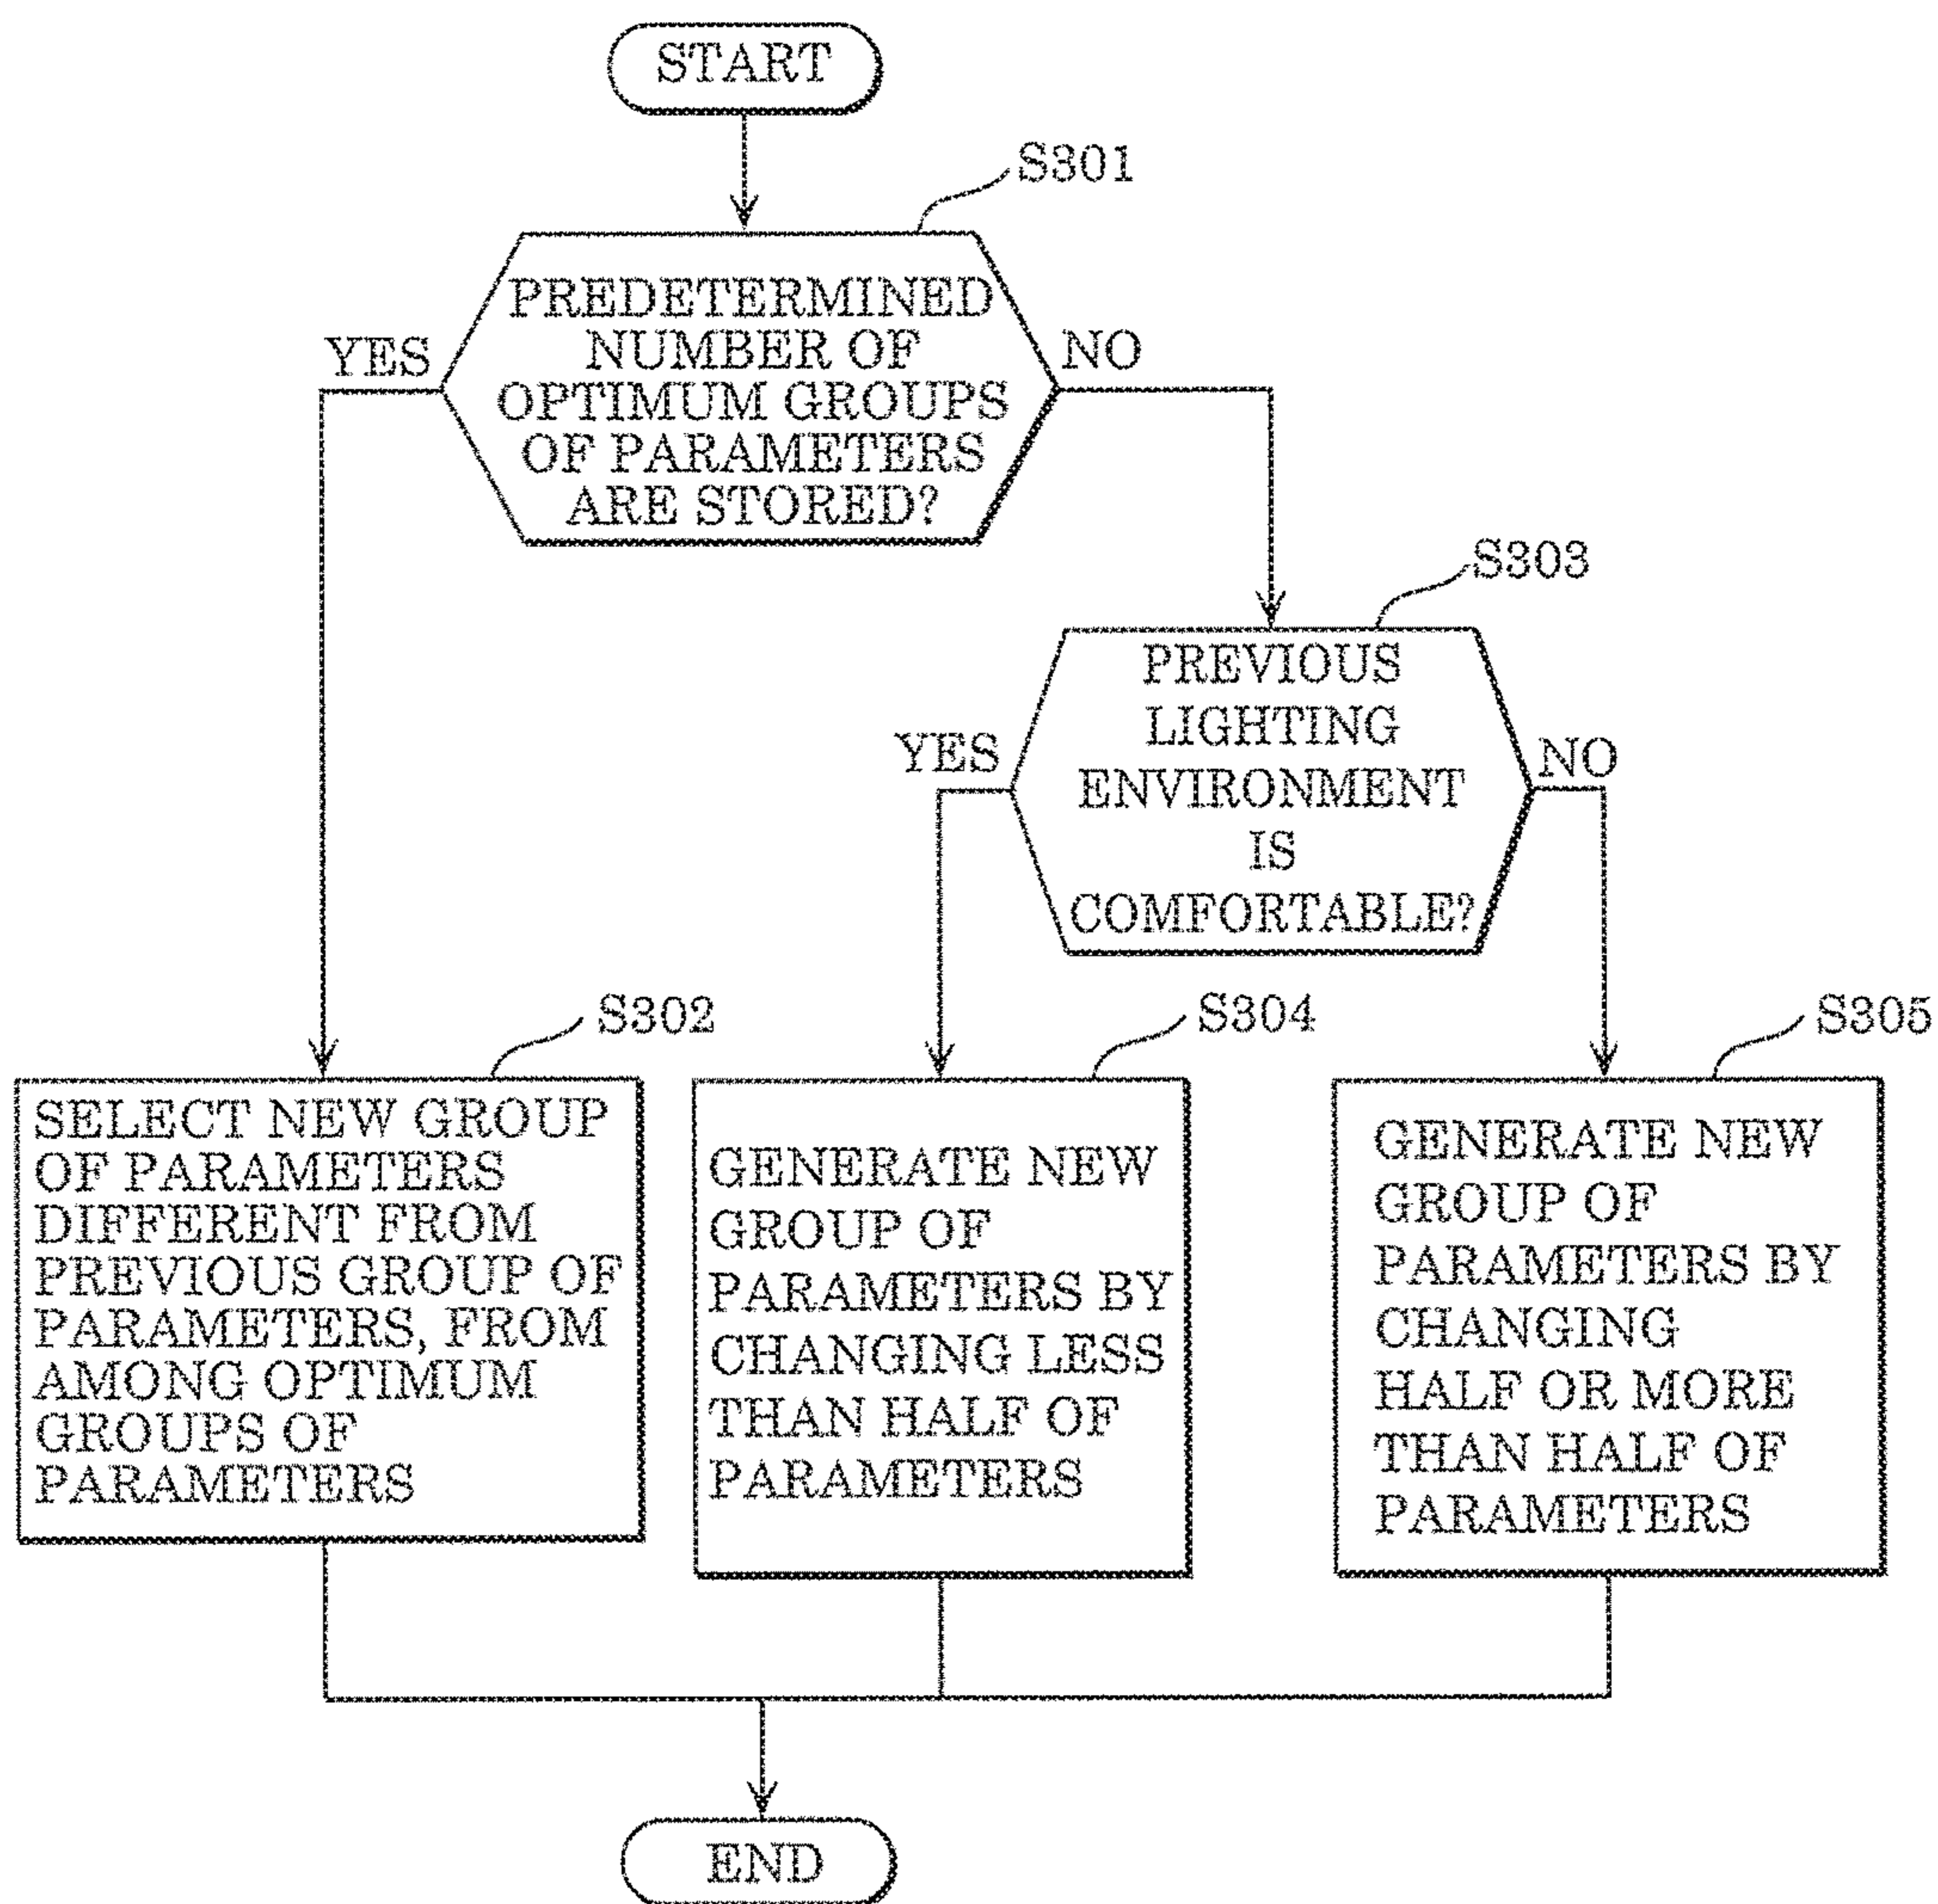 START
S301
PREDETERMINED
NUMBER OF
OPTIMUM GROUPS
OF PARAMETERS
ARE STORED?
YES
NO
S303
PREVIOUS
LIGHTING
ENVIRONMENT
IS
COMFORTABLE?
YES
NO
S302
SELECT NEW GROUP
OF PARAMETERS
DIFFERENT FROM
PREVIOUS GROUP OF
PARAMETERS, FROM
AMONG OPTIMUM
GROUPS OF
PARAMETERS
S304
GENERATE NEW
GROUP OF
PARAMETERS BY
CHANGING LESS
THAN HALF OF
PARAMETERS
S305
GENERATE NEW
GROUP OF
PARAMETERS BY
CHANGING
HALF OR MORE
THAN HALF OF
PARAMETERS
END